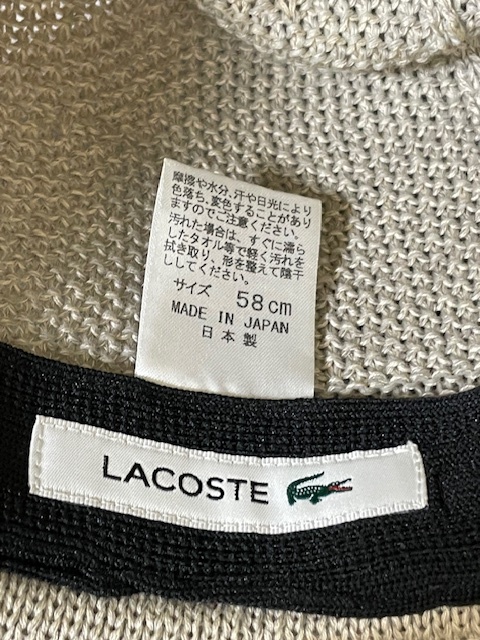 摩擦や水分、汗や日光により
色落ち、変色することがあり
ますのでご注意ください。
汚れた場合は、すぐに濡ら
したタオル等で軽く汚れを
拭き取り、形を整えて陰干
ししてください。
サイズ 58cm
MADE IN JAPAN
日本製
LACOSTE